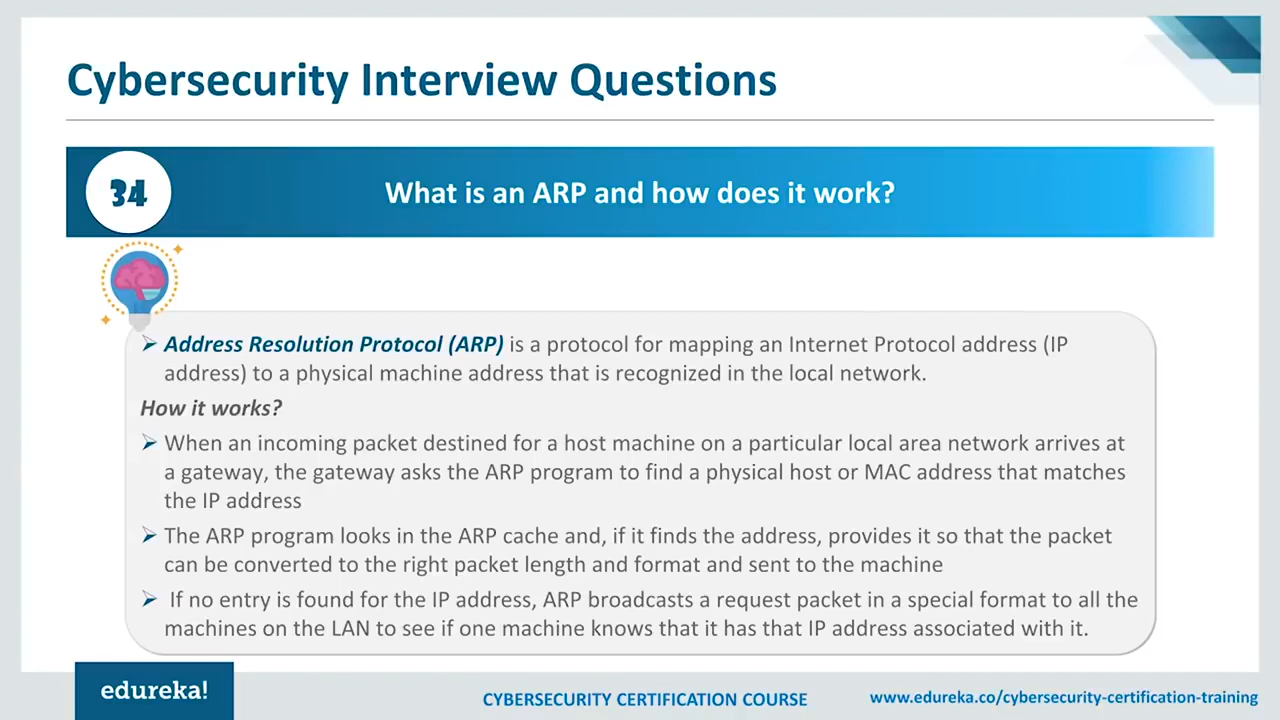 Cybersecurity Interview Questions
34
What is an ARP and how does it work?
➢ Address Resolution Protocol (ARP) is a protocol for mapping an Internet Protocol address (IP
address) to a physical machine address that is recognized in the local network.
How it works?
➢ When an incoming packet destined for a host machine on a particular local area network arrives at
a gateway, the gateway asks the ARP program to find a physical host or MAC address that matches
the IP address
➢ The ARP program looks in the ARP cache and, if it finds the address, provides it so that the packet
can be converted to the right packet length and format and sent to the machine
➢ If no entry is found for the IP address, ARP broadcasts a request packet in a special format to all the
machines on the LAN to see if one machine knows that it has that IP address associated with it.
edureka!
CYBERSECURITY CERTIFICATION COURSE
www.edureka.co/cybersecurity-certification-training